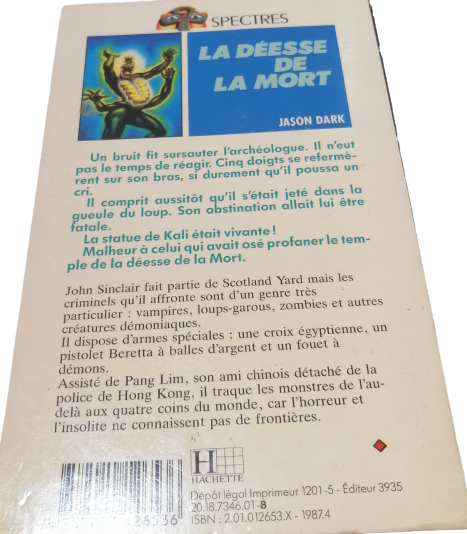 SPECTRES
LA DÉESSE
DE
LA MORT
JASON DARK
Un bruit fit sursauter l'archéologue. Il n'eut
pas le temps de réagir. Cinq doigts se refermè-
rent sur son bras, si durement qu'il poussa un
cri.
Il comprit aussitôt qu'il s'était jeté dans la
gueule du loup. Son obstination allait lui être
fatale.
La statue de Kali était vivante !
Malheur à celui qui avait osé profaner le tem-
ple de la déesse de la Mort.
John Sinclair fait partie de Scotland Yard mais les
criminels qu'il affronte sont d'un genre très
particulier : vampires, loups-garous, zombies et autres
créatures démoniaques.
Il dispose d'armes spéciales : une croix égyptienne, un
pistolet Beretta à balles d'argent et un fouet à
démons.
Assisté de Pang Lim, son ami chinois détaché de la
police de Hong Kong, il traque les monstres de l'au-
delà aux quatre coins du monde, car l'horreur et
l'insolite ne connaissent pas de frontières.
H
HACHETTE
Dépôt légal Imprimeur 1201-5 - Éditeur 3935
20.18.7346.01-8
ISBN : 2.01.012653.X - 1987.4